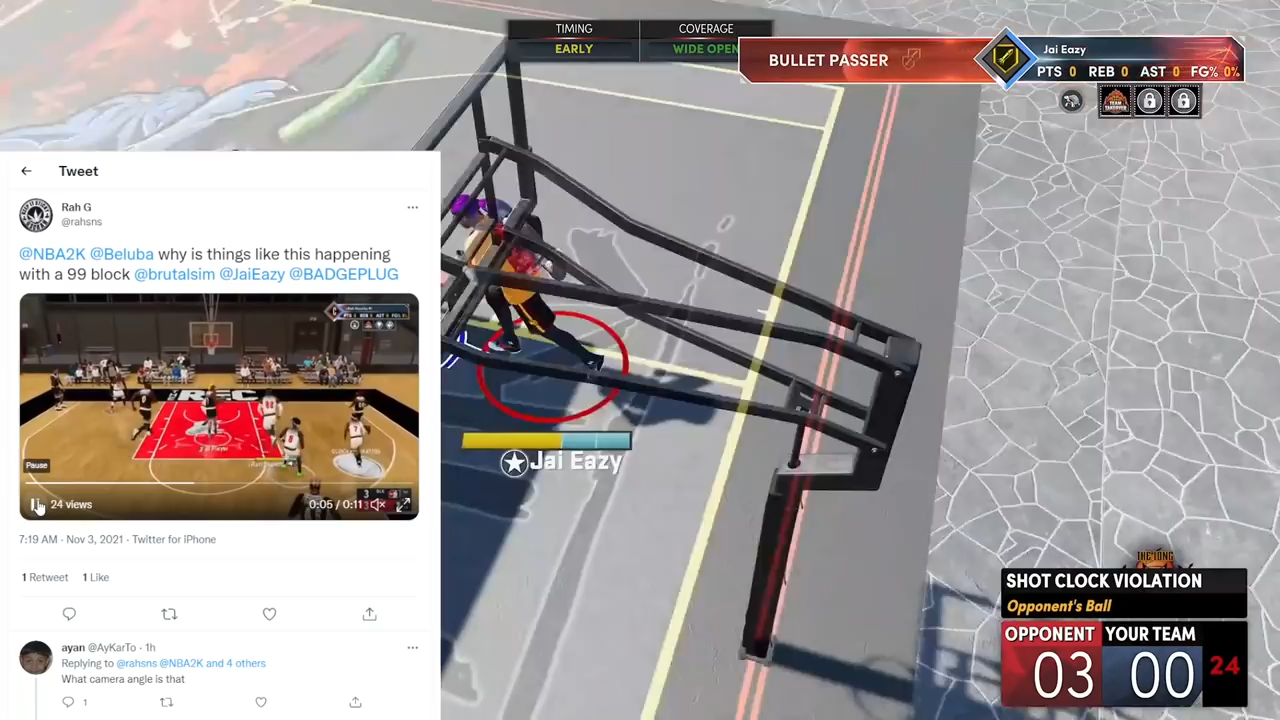 TIMING
EARLY
COVERAGE
WIDE OPEN
BULLET PASSER
Jai Eazy
PTS 0 REB 0 AST 0 FG% 0%
Tweet
Rah G
@rahsns
@NBA2K @Beluba why is things like this happening
with a 99 block @brutalsim @JaiEazy @BADGEPLUG
REC
Pause
24 views
0:05 / 0:11
7:19 AM · Nov 3, 2021 · Twitter for iPhone
1 Retweet 1 Like
ayan @AyKarTo · 1h
Replying to @rahsns @NBA2K and 4 others
What camera angle is that
1
Jai Eazy
SHOT CLOCK VIOLATION
Opponent's Ball
OPPONENT YOUR TEAM
03 00 24